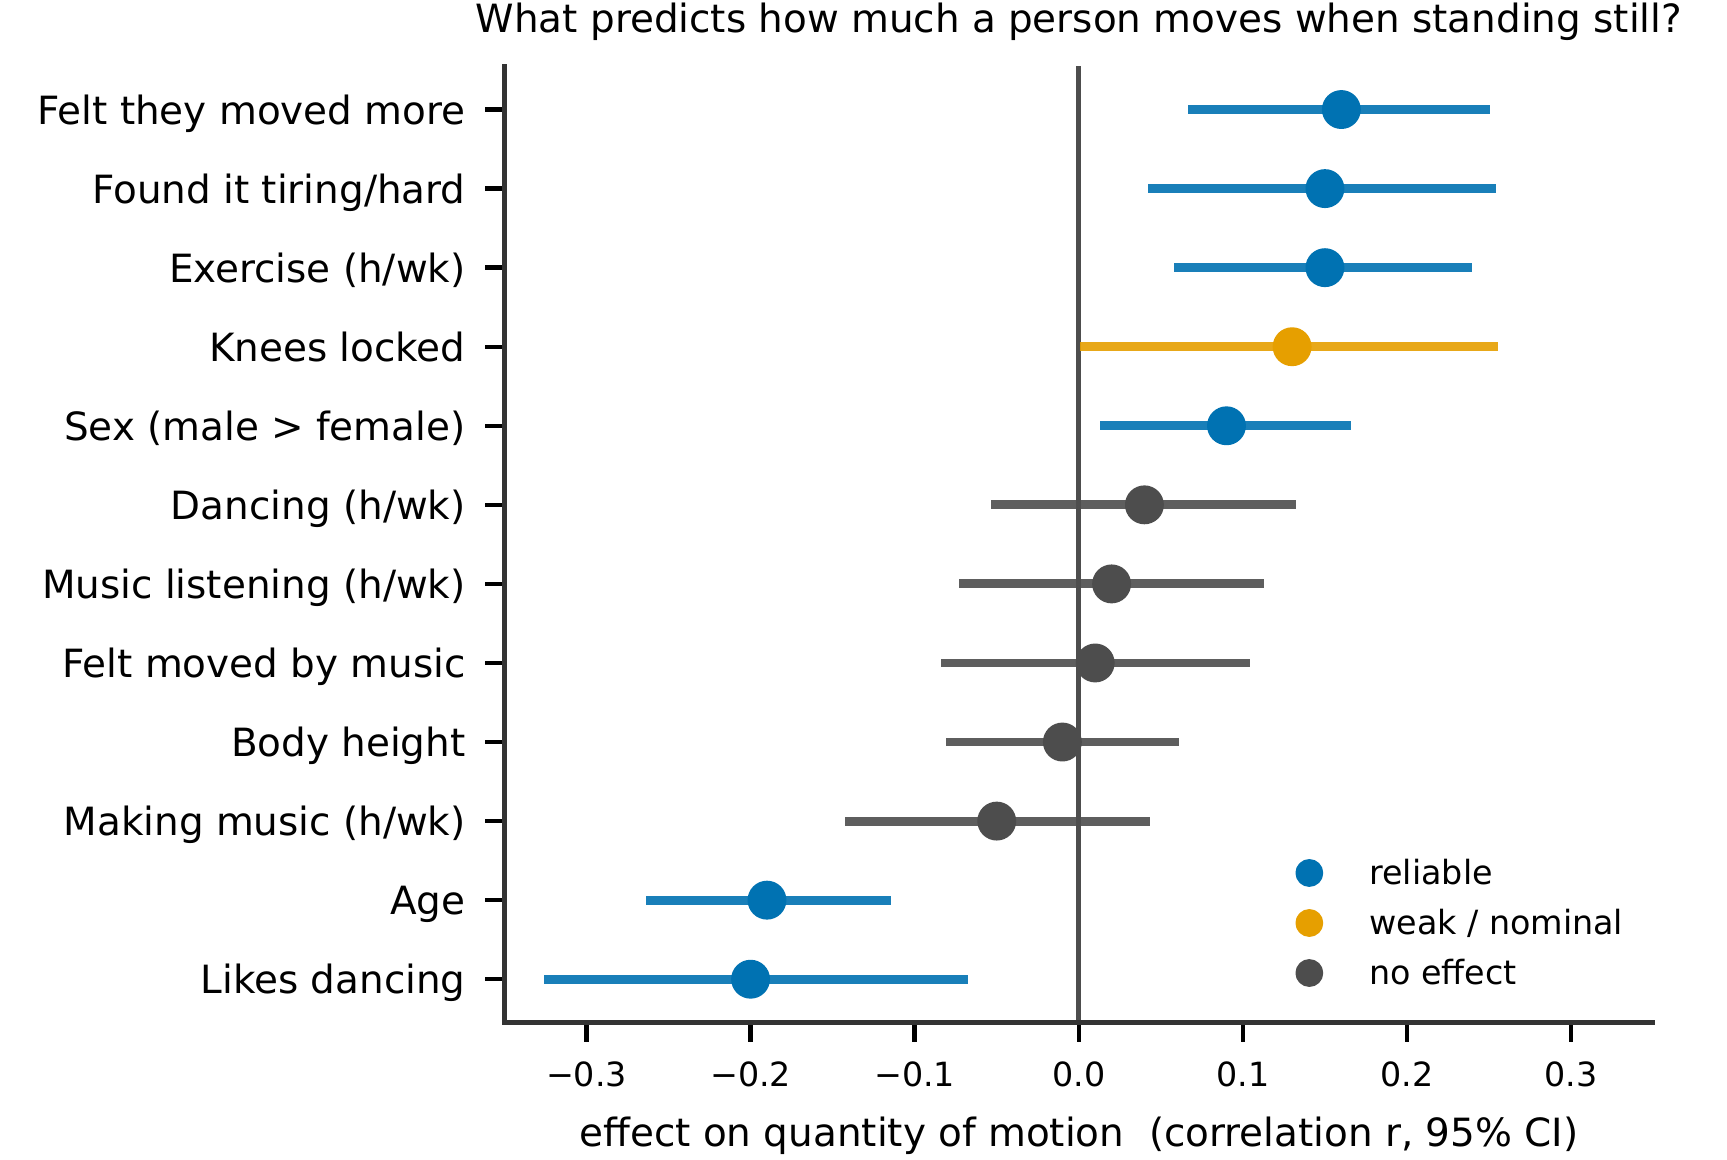 What predicts how much a person moves when standing still?
Felt they moved more
Found it tiring/hard
Exercise (h/wk)
Knees locked
Sex (male > female)
Dancing (h/wk)
Music listening (h/wk)
Felt moved by music
Body height
Making music (h/wk)
Age
Likes dancing
reliable
weak / nominal
no effect
−0.3 −0.2 −0.1 0.0 0.1 0.2 0.3
effect on quantity of motion (correlation r, 95% CI)